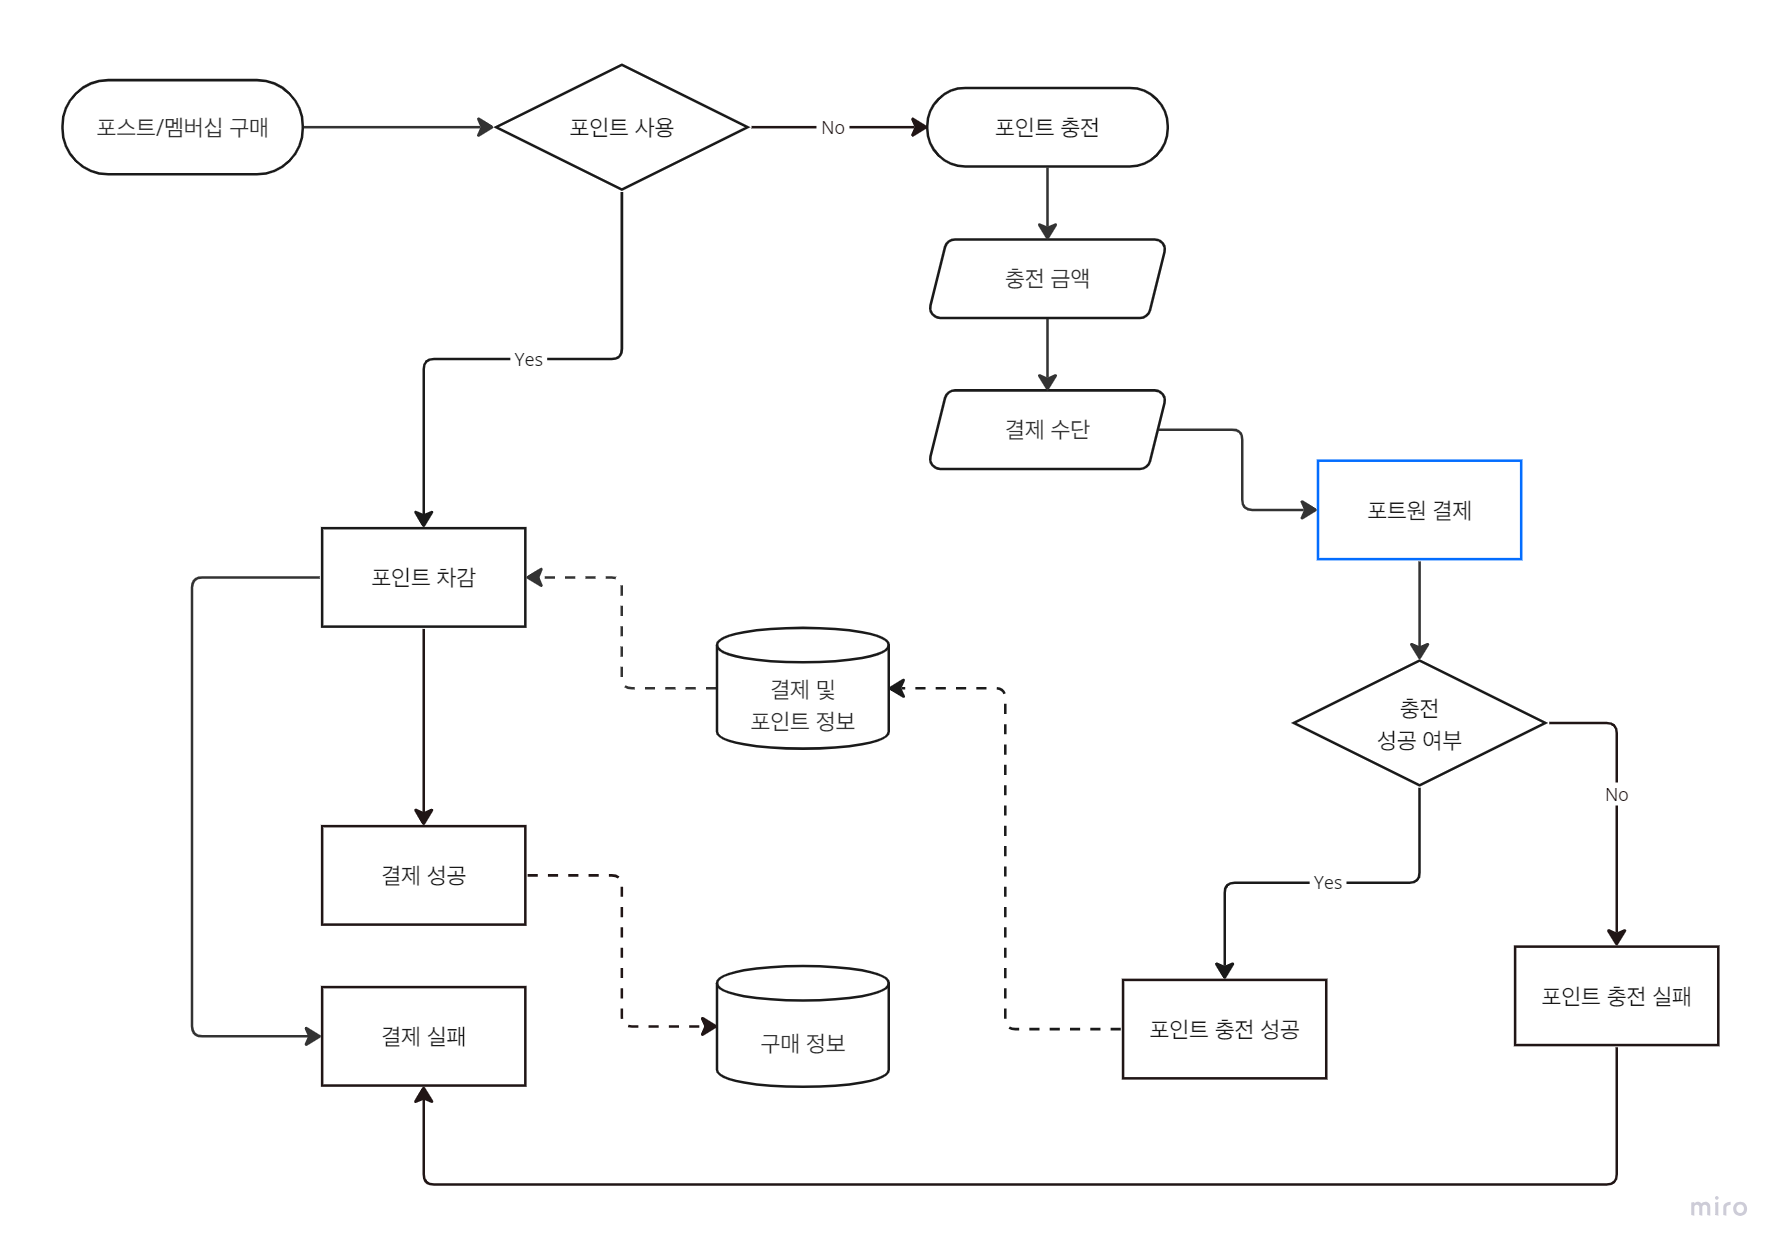 포스트/멤버십 구매
포인트 사용
No
포인트 충전
충전 금액
Yes
결제 수단
포트원 결제
포인트 차감
결제 및
포인트 정보
충전
성공 여부
No
결제 성공
Yes
포인트 충전 실패
결제 실패
구매 정보
포인트 충전 성공
miro